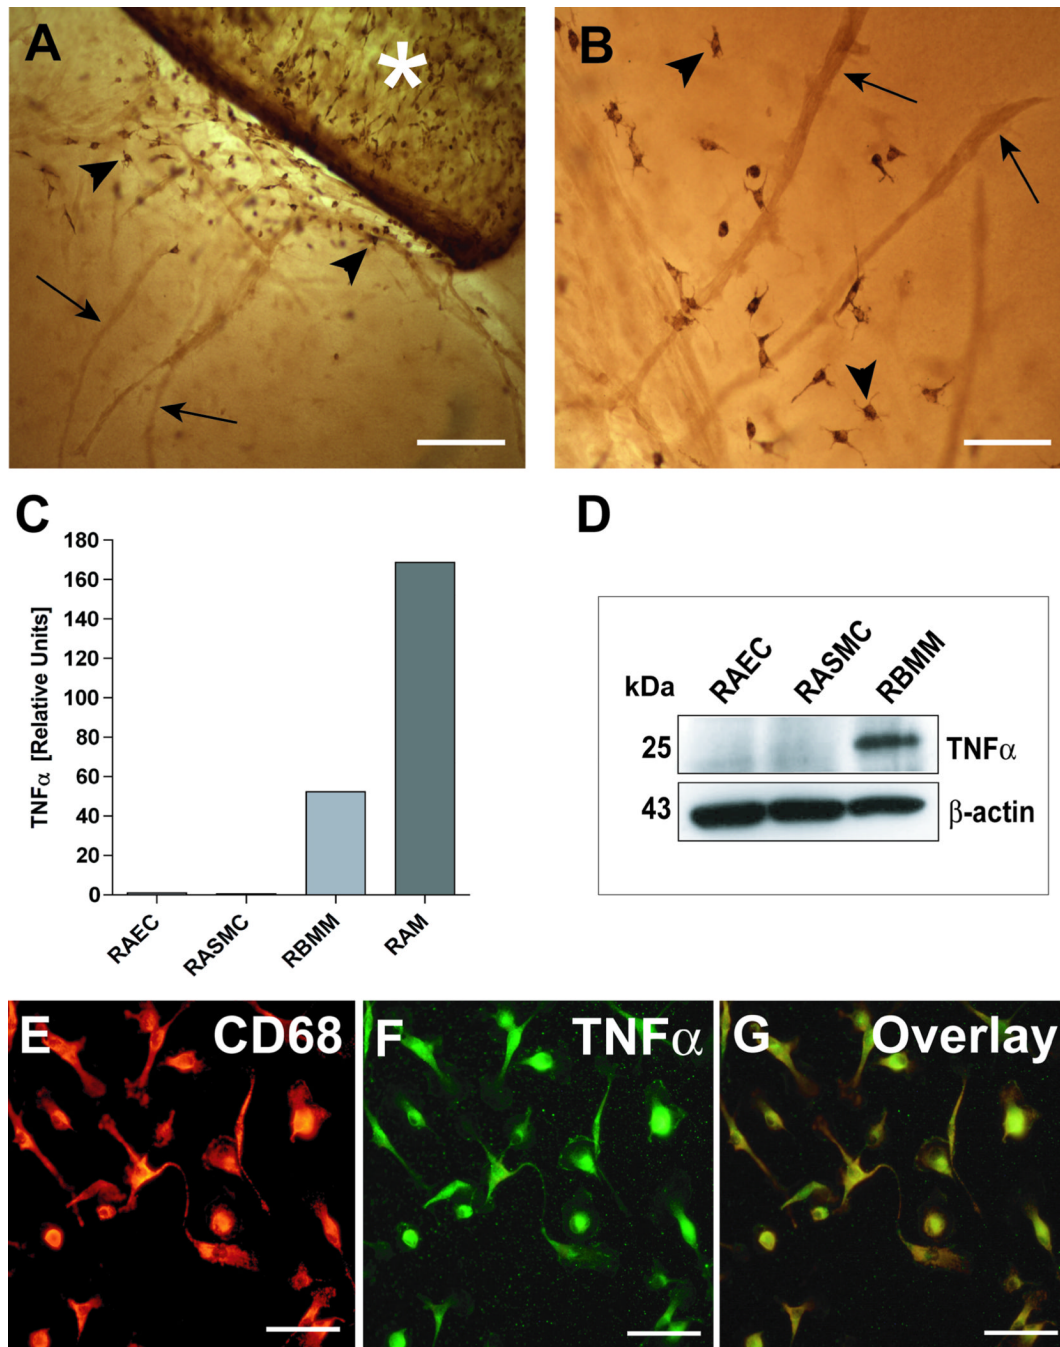 A
*
B
C
TNFα [Relative Units]
180
160
140
120
100
80
60
40
20
0
RAEC
RASMC
RBMM
RAM
D
kDa
RAEC
RASMC
RBMM
25
TNFα
43
β-actin
E CD68
F TNFα
G Overlay